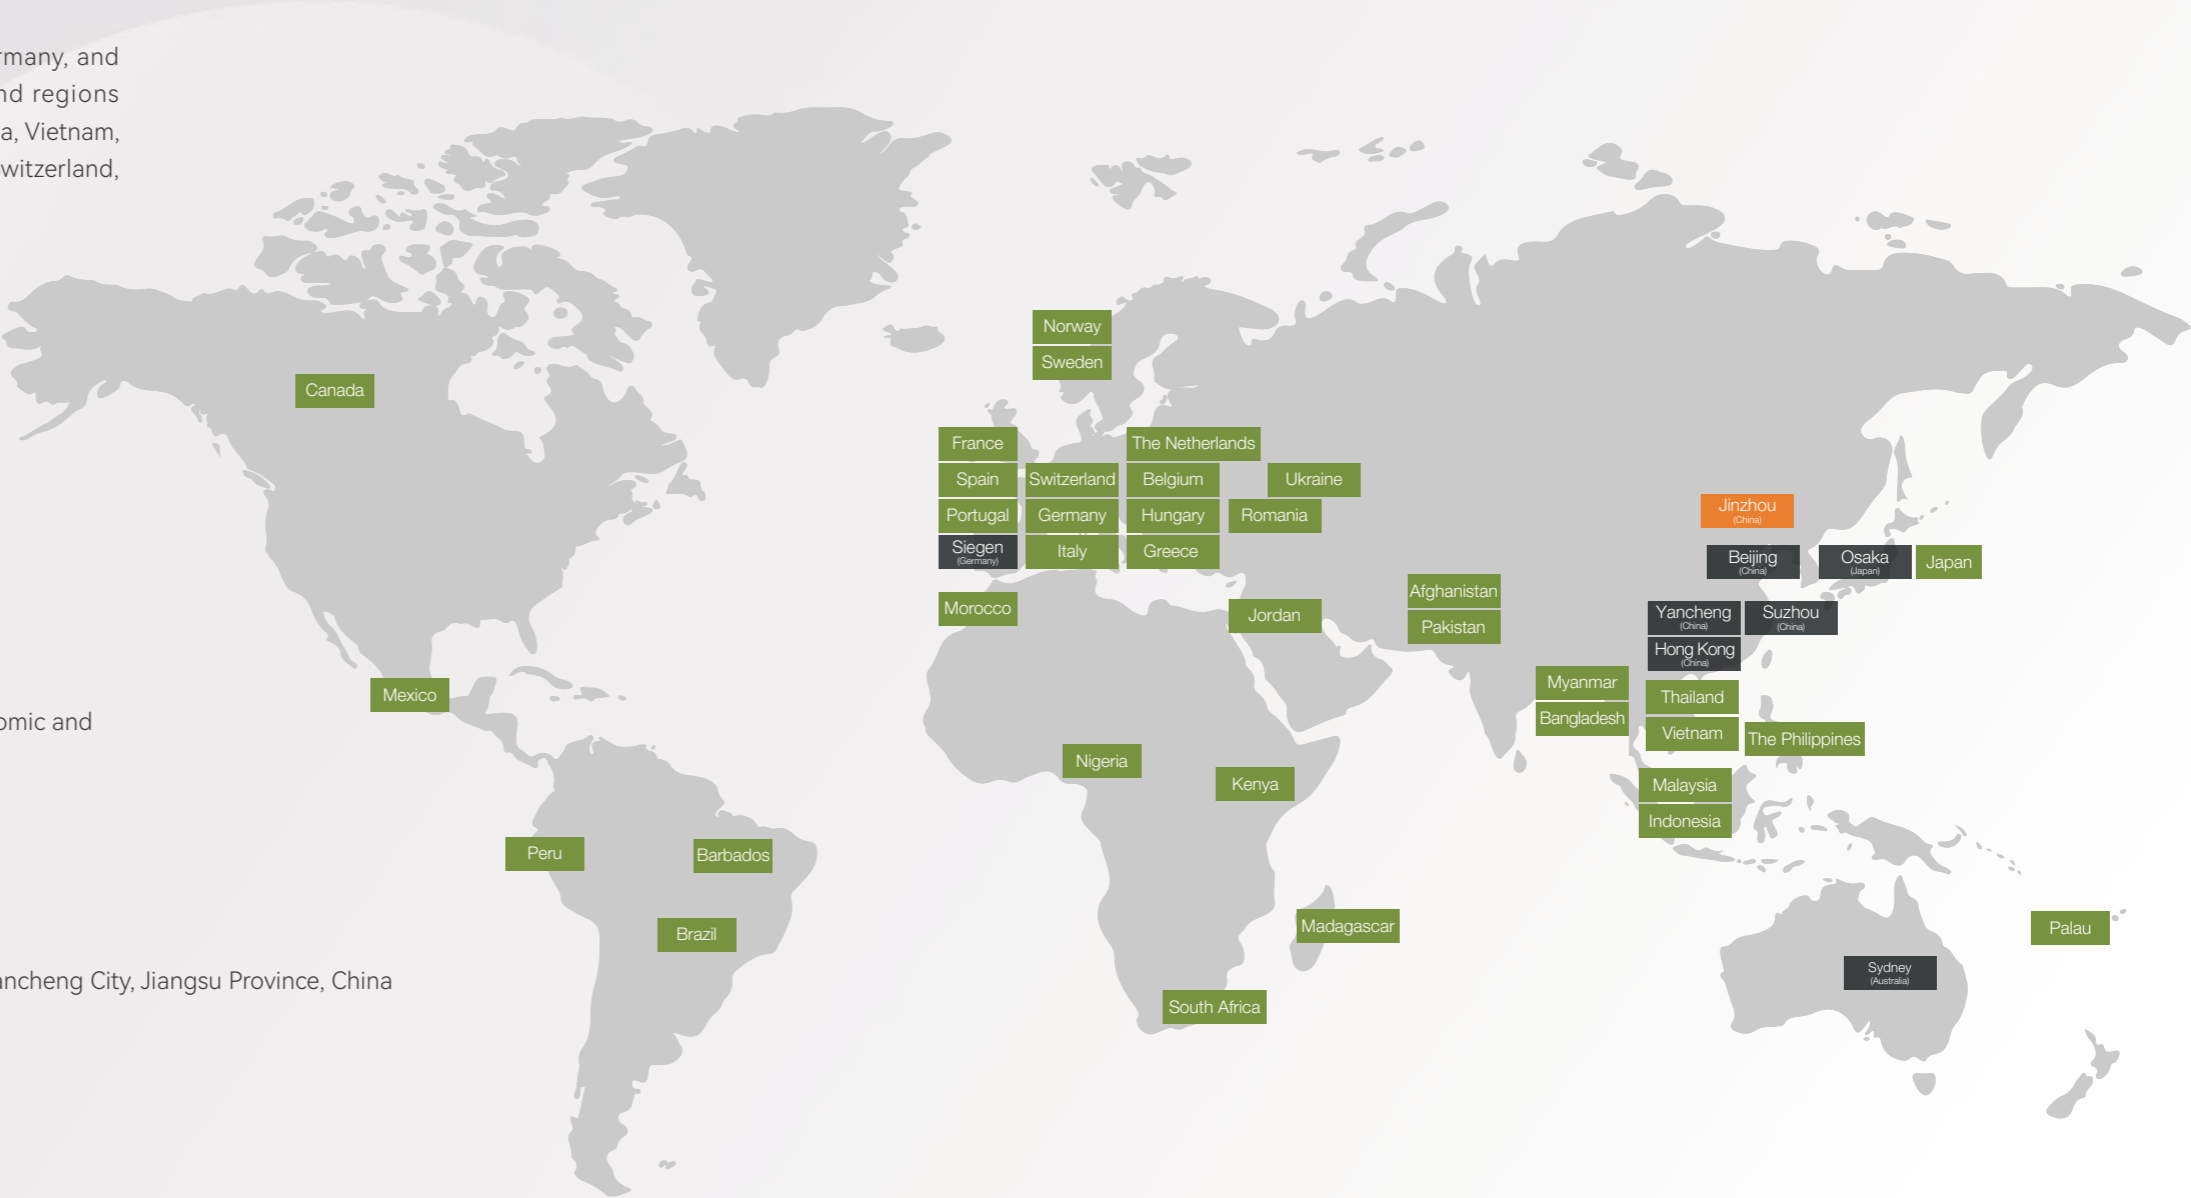 rmany, and
nd regions
a, Vietnam,
witzerland,
Norway
Sweden
Canada
France
The Netherlands
Spain
Switzerland
Belgium
Ukraine
Portugal
Germany
Hungary
Romania
Siegen
(Germany)
Italy
Greece
Jinzhou
(China)
Beijing
(China)
Osaka
(Japan)
Japan
Afghanistan
Pakistan
Morocco
Jordan
Yancheng
(China)
Suzhou
(China)
Hong Kong
(China)
Mexico
Myanmar
Bangladesh
Thailand
Vietnam
The Philippines
omic and
Nigeria
Kenya
Malaysia
Indonesia
Peru
Barbados
Brazil
Madagascar
Palau
Sydney
(Australia)
ancheng City, Jiangsu Province, China
South Africa